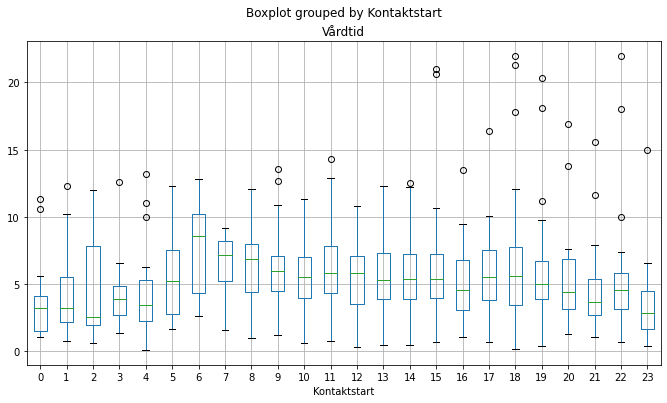 Boxplot grouped by Kontaktstart
Vårdtid
20
15
10
5
0
0 1 2 3 4 5 6 7 8 9 10 11 12 13 14 15 16 17 18 19 20 21 22 23
Kontaktstart